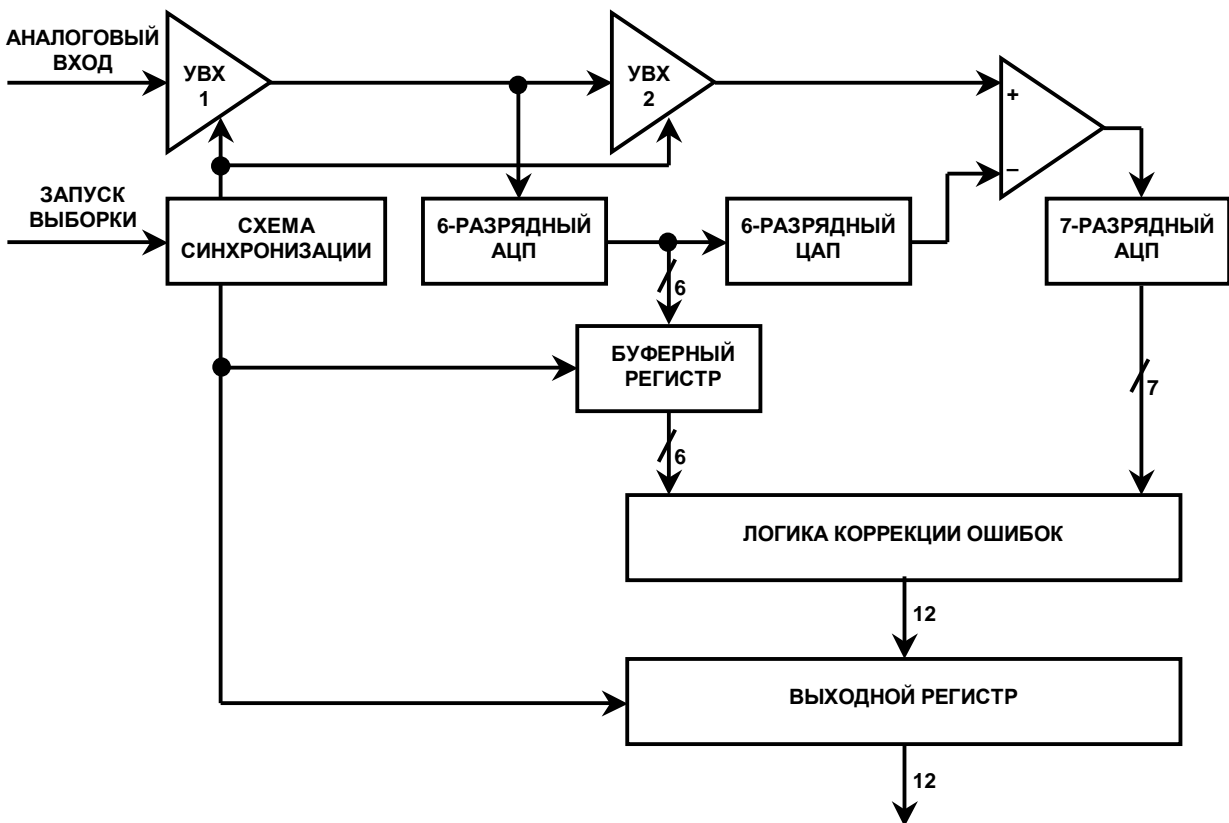 АНАЛОГОВЫЙ
ВХОД
УВХ
1
УВХ
2
+
–
ЗАПУСК
ВЫБОРКИ
СХЕМА
СИНХРОНИЗАЦИИ
6-РАЗРЯДНЫЙ
АЦП
6-РАЗРЯДНЫЙ
ЦАП
7-РАЗРЯДНЫЙ
АЦП
6
БУФЕРНЫЙ
РЕГИСТР
7
6
ЛОГИКА КОРРЕКЦИИ ОШИБОК
12
ВЫХОДНОЙ РЕГИСТР
12